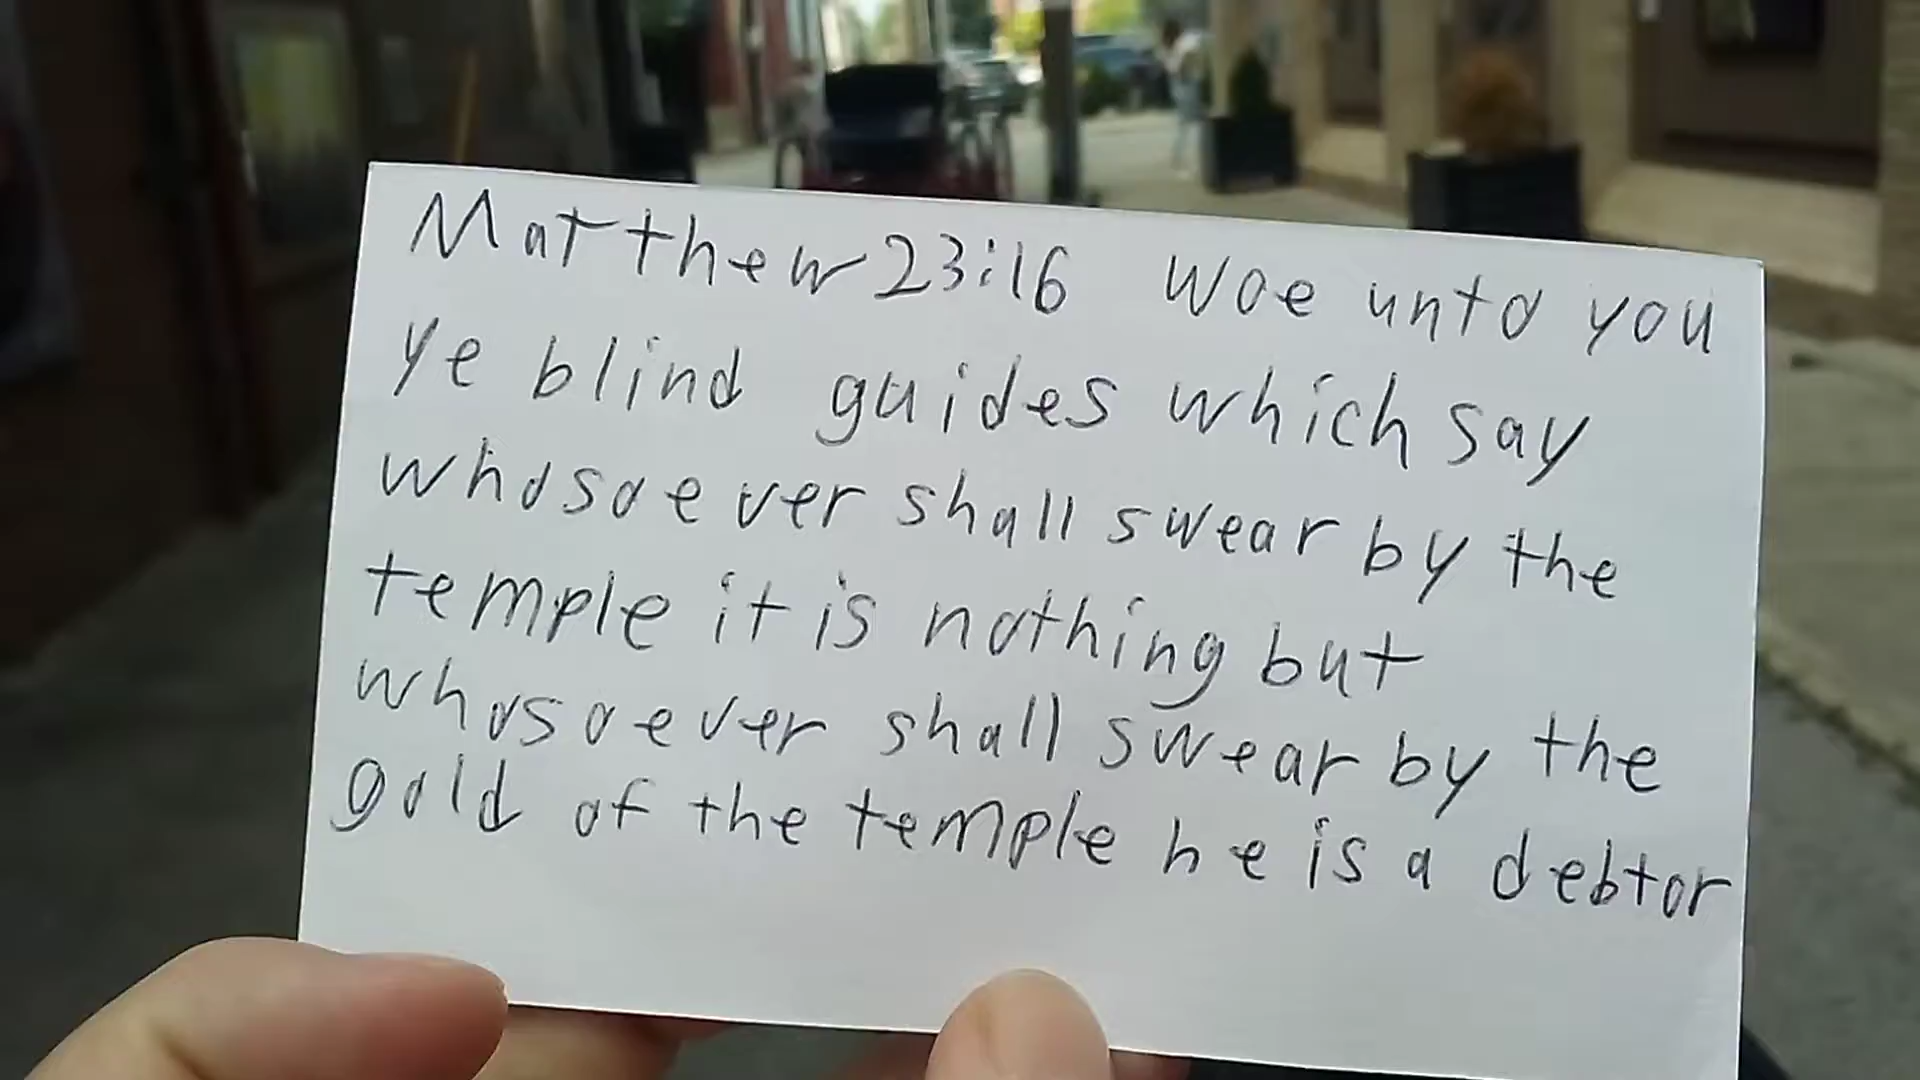 Matthew 23:16 Woe unto you
ye blind guides which say
whosoever shall swear by the
temple it is nothing but
whosoever shall swear by the
gold of the temple he is a debtor